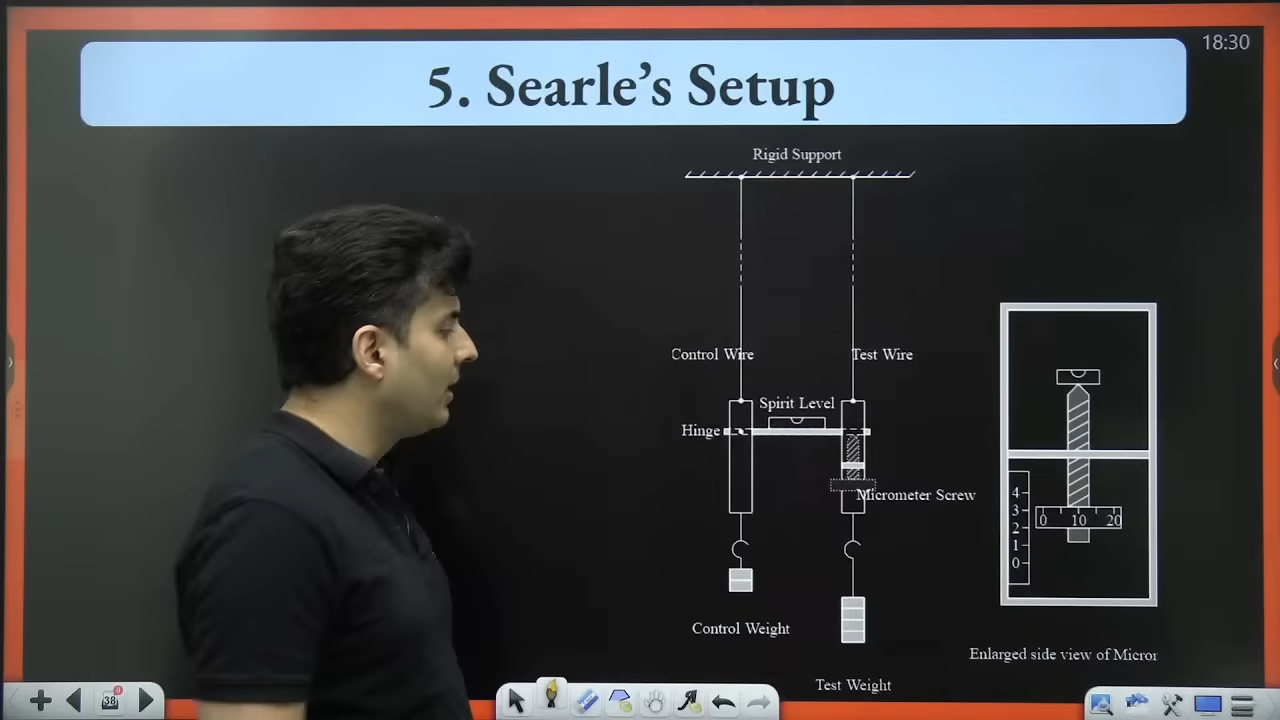 18:30
5. Searle's Setup
Rigid Support
Control Wire
Test Wire
Spirit Level
Hinge
Micrometer Screw
4
3
2
1
0
0 10 20
Control Weight
Test Weight
Enlarged side view of Micror
38